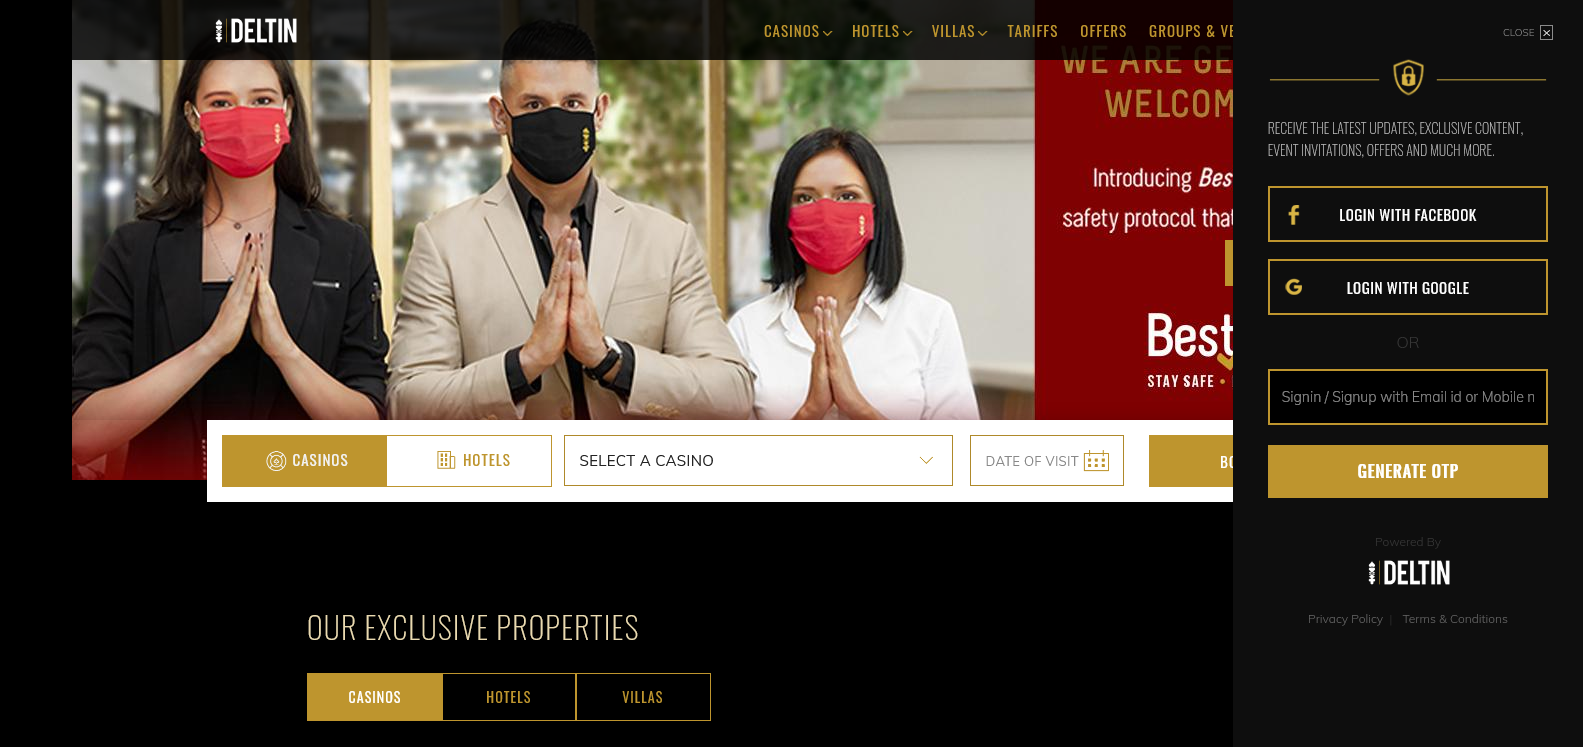 DELTIN
CASINOS HOTELS VILLAS TARIFFS OFFERS GROUPS &
WE ARE
WELCOM
Introducing Bes
safety protocol that
Best
STAY SAFE •
CASINOS HOTELS SELECT A CASINO DATE OF VISIT
OUR EXCLUSIVE PROPERTIES
CASINOS HOTELS VILLAS
CLOSE
RECEIVE THE LATEST UPDATES, EXCLUSIVE CONTENT,
EVENT INVITATIONS, OFFERS AND MUCH MORE.
LOGIN WITH FACEBOOK
LOGIN WITH GOOGLE
OR
Signin / Signup with Email id or Mobile n
GENERATE OTP
Powered By
DELTIN
Privacy Policy | Terms & Conditions